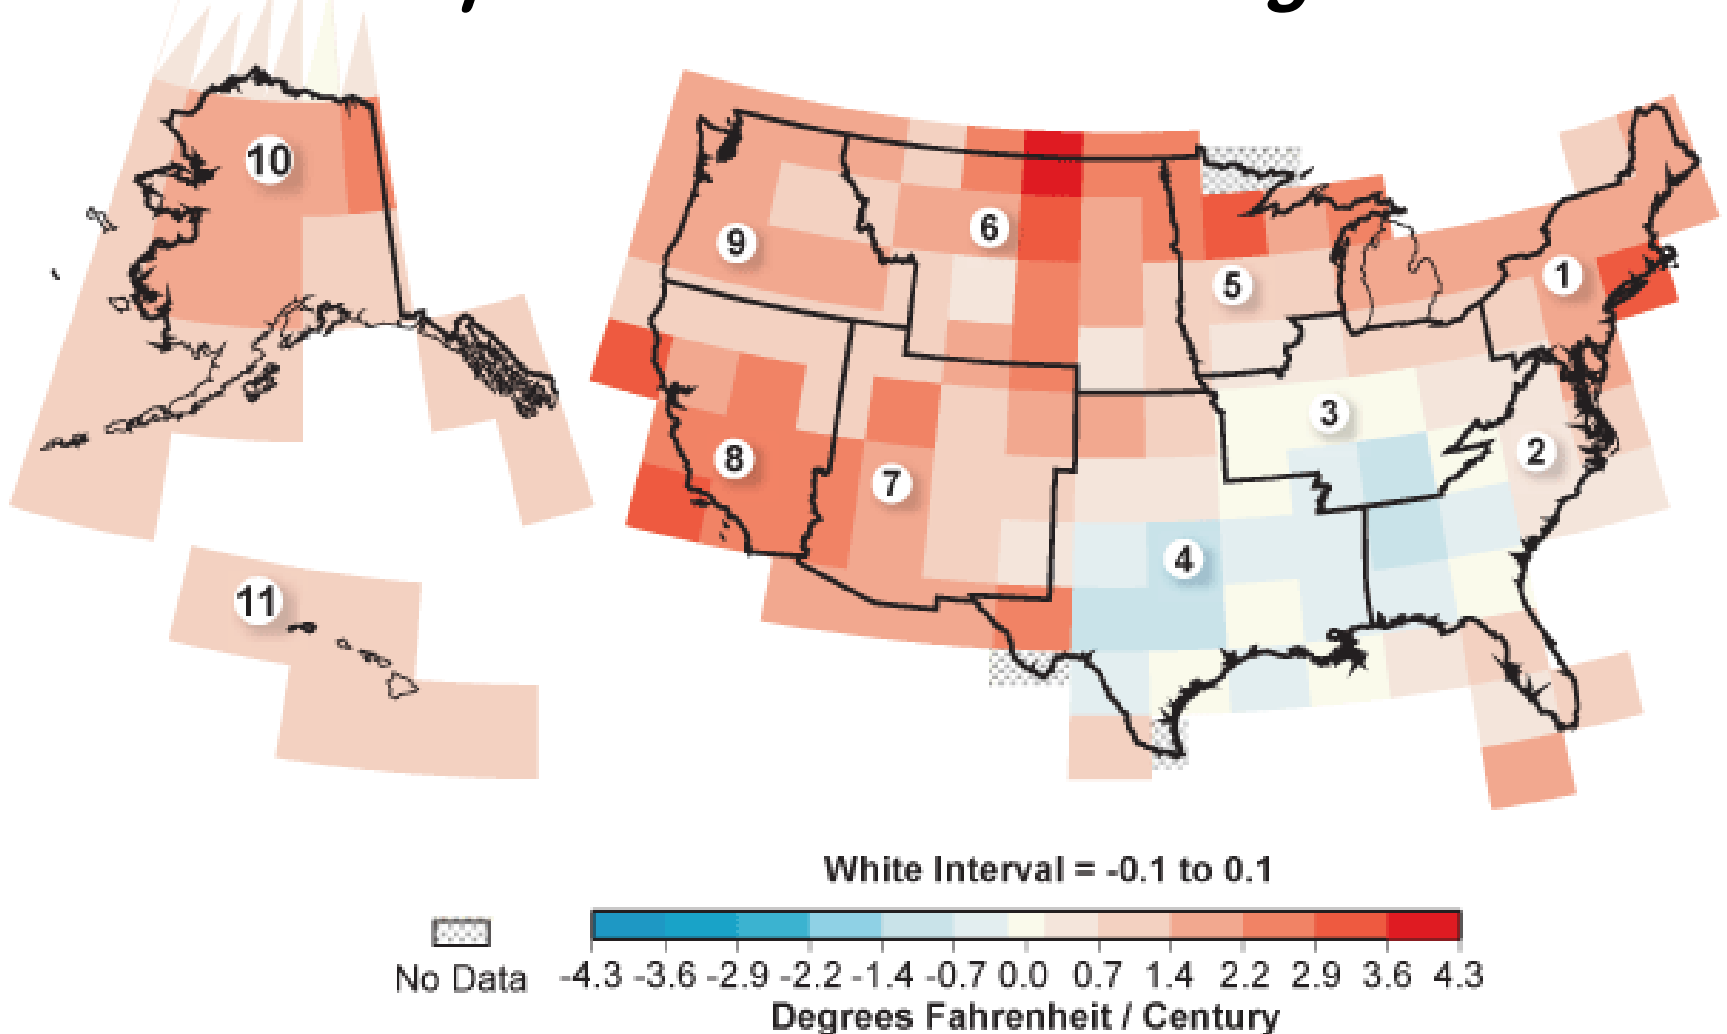 10
9
6
5
1
3
2
8
7
4
11
White Interval = -0.1 to 0.1
No Data
-4.3 -3.6 -2.9 -2.2 -1.4 -0.7 0.0 0.7 1.4 2.2 2.9 3.6 4.3
Degrees Fahrenheit / Century